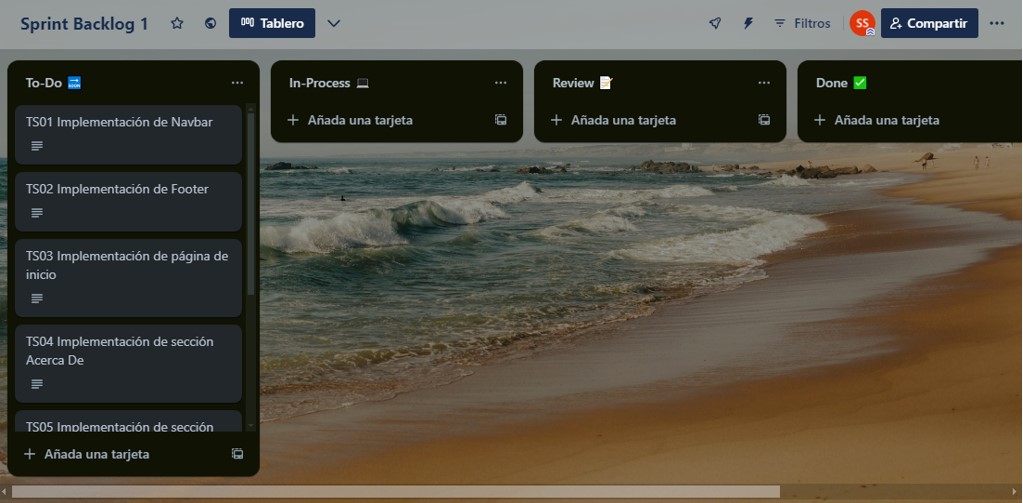 Sprint Backlog 1
Tablero
Filtros
SS
Compartir
To-Do
TS01 Implementación de Navbar
TS02 Implementación de Footer
TS03 Implementación de página de
inicio
TS04 Implementación de sección
Acerca De
TS05 Implementación de sección
Añada una tarjeta
In-Process
Añada una tarjeta
Review
Añada una tarjeta
Done
Añada una tarjeta